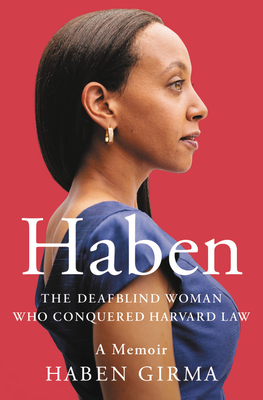 Haben
THE DEAFBLIND WOMAN
WHO CONQUERED HARVARD LAW
A Memoir
HABEN GIRMA